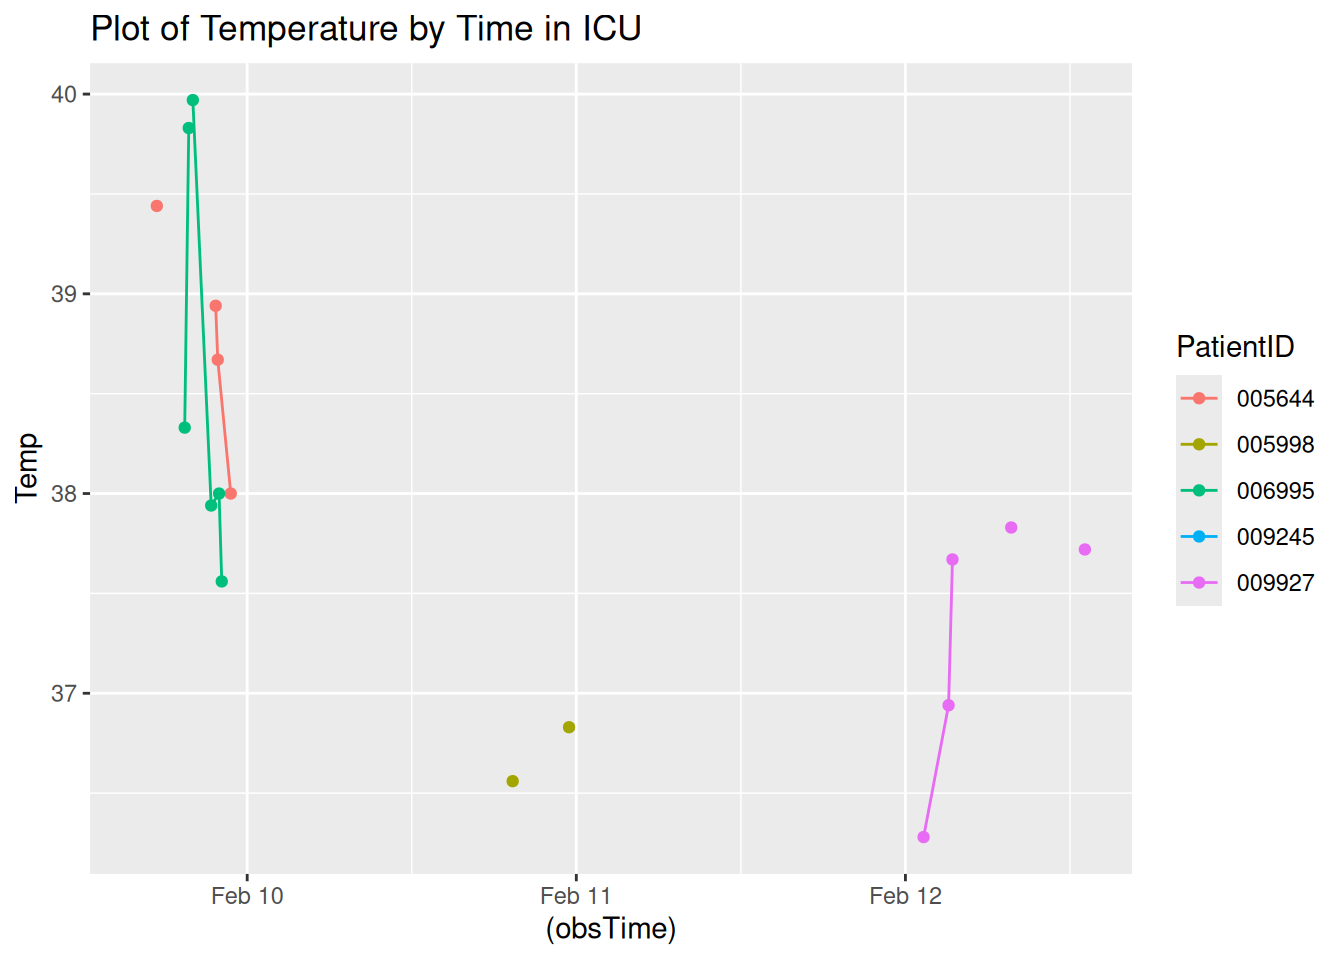 Plot of Temperature by Time in ICU
40
39
38
37
Temp
Feb 10
Feb 11
Feb 12
(obsTime)
PatientID
005644
005998
006995
009245
009927